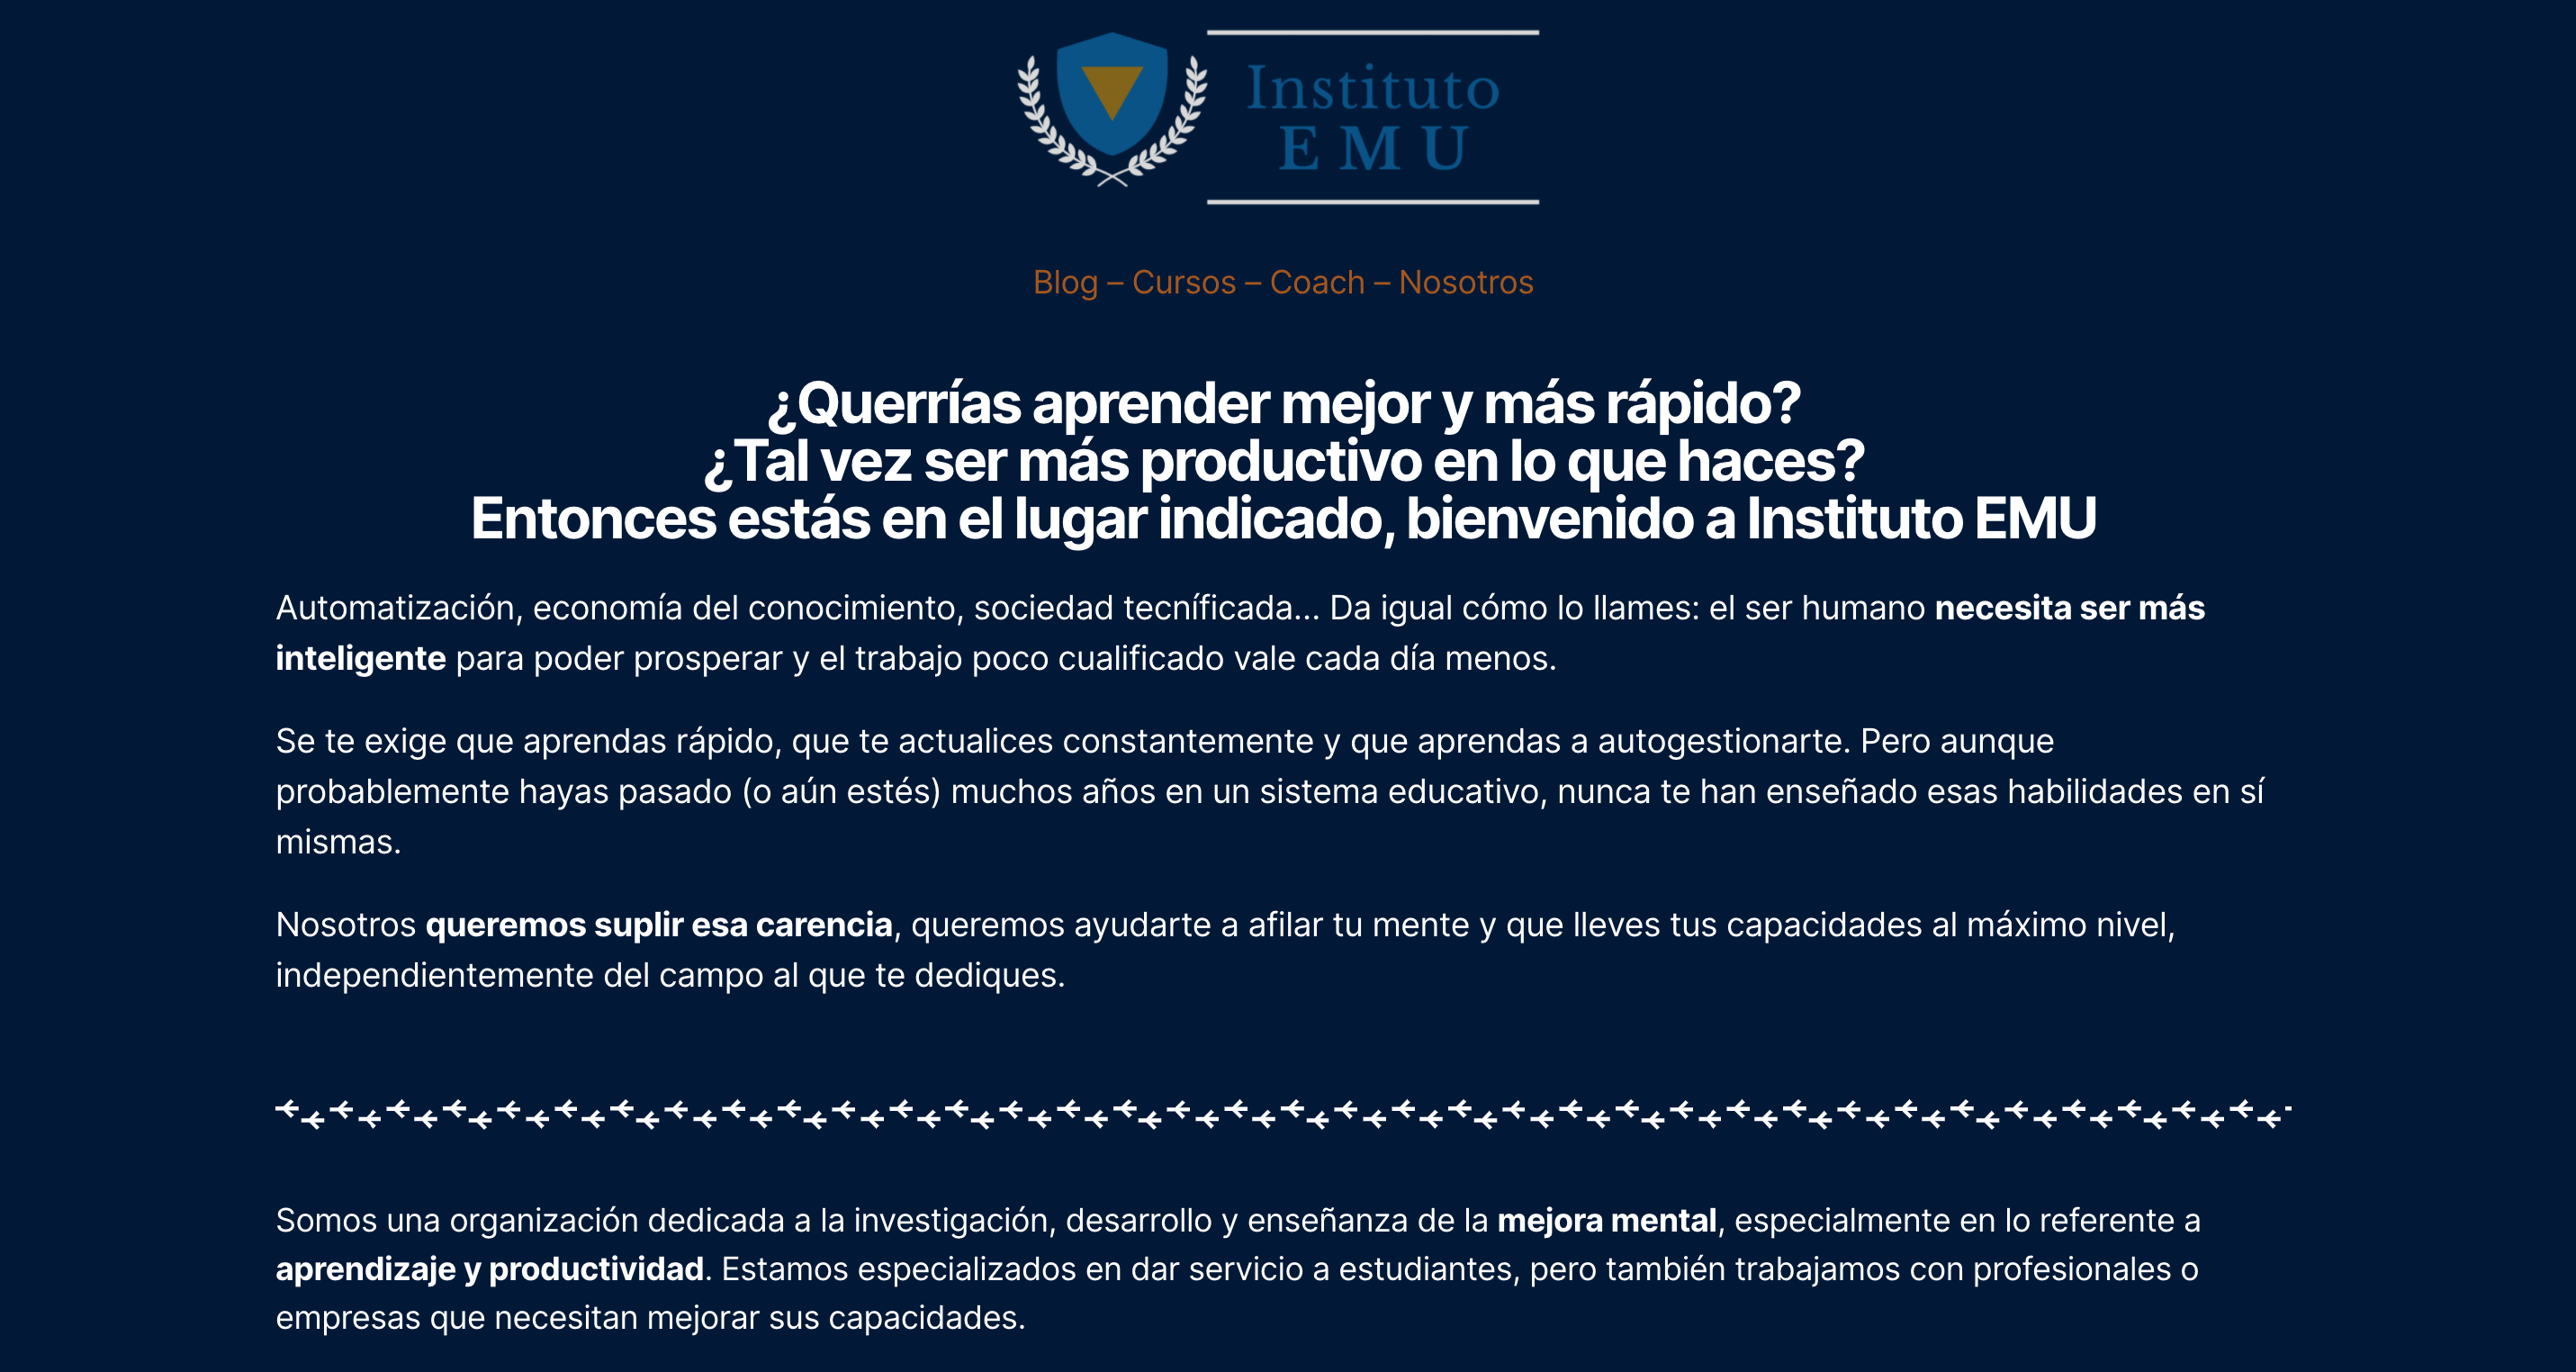 Instituto
EMU
Blog – Cursos – Coach – Nosotros
¿Querrías aprender mejor y más rápido?
¿Tal vez ser más productivo en lo que haces?
Entonces estás en el lugar indicado, bienvenido a Instituto EMU
Automatización, economía del conocimiento, sociedad tecníficada... Da igual cómo lo llames: el ser humano necesita ser más
inteligente para poder prosperar y el trabajo poco cualificado vale cada día menos.
Se te exige que aprendas rápido, que te actualices constantemente y que aprendas a autogestionarte. Pero aunque
probablemente hayas pasado (o aún estés) muchos años en un sistema educativo, nunca te han enseñado esas habilidades en sí
mismas.
Nosotros queremos suplir esa carencia, queremos ayudarte a afilar tu mente y que lleves tus capacidades al máximo nivel,
independientemente del campo al que te dediques.
Somos una organización dedicada a la investigación, desarrollo y enseñanza de la mejora mental, especialmente en lo referente a
aprendizaje y productividad. Estamos especializados en dar servicio a estudiantes, pero también trabajamos con profesionales o
empresas que necesitan mejorar sus capacidades.